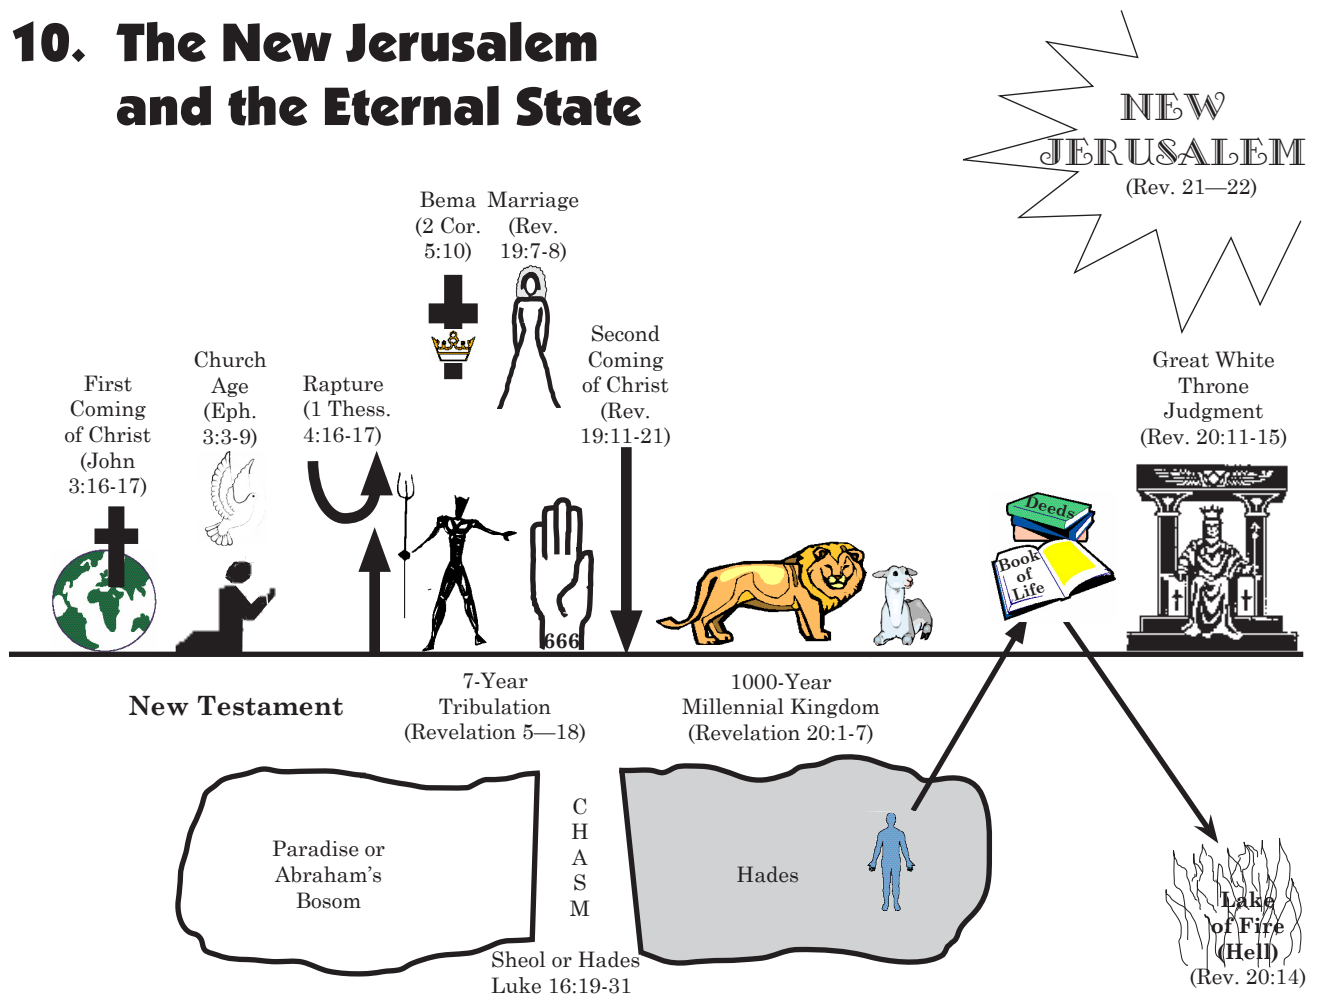 10. The New Jerusalem
and the Eternal State
NEW
JERUSALEM
(Rev. 21—22)
Bema
(2 Cor.
5:10)
Marriage
(Rev.
19:7-8)
First
Coming
of Christ
(John
3:16-17)
Church
Age
(Eph.
3:3-9)
Rapture
(1 Thess.
4:16-17)
Second
Coming
of Christ
(Rev.
19:11-21)
Great White
Throne
Judgment
(Rev. 20:11-15)
666
Deeds
Book
of
Life
New Testament
7-Year
Tribulation
(Revelation 5—18)
1000-Year
Millennial Kingdom
(Revelation 20:1-7)
Paradise or
Abraham's
Bosom
C
H
A
S
M
Hades
Sheol or Hades
Luke 16:19-31
Lake
of Fire
(Hell)
(Rev. 20:14)